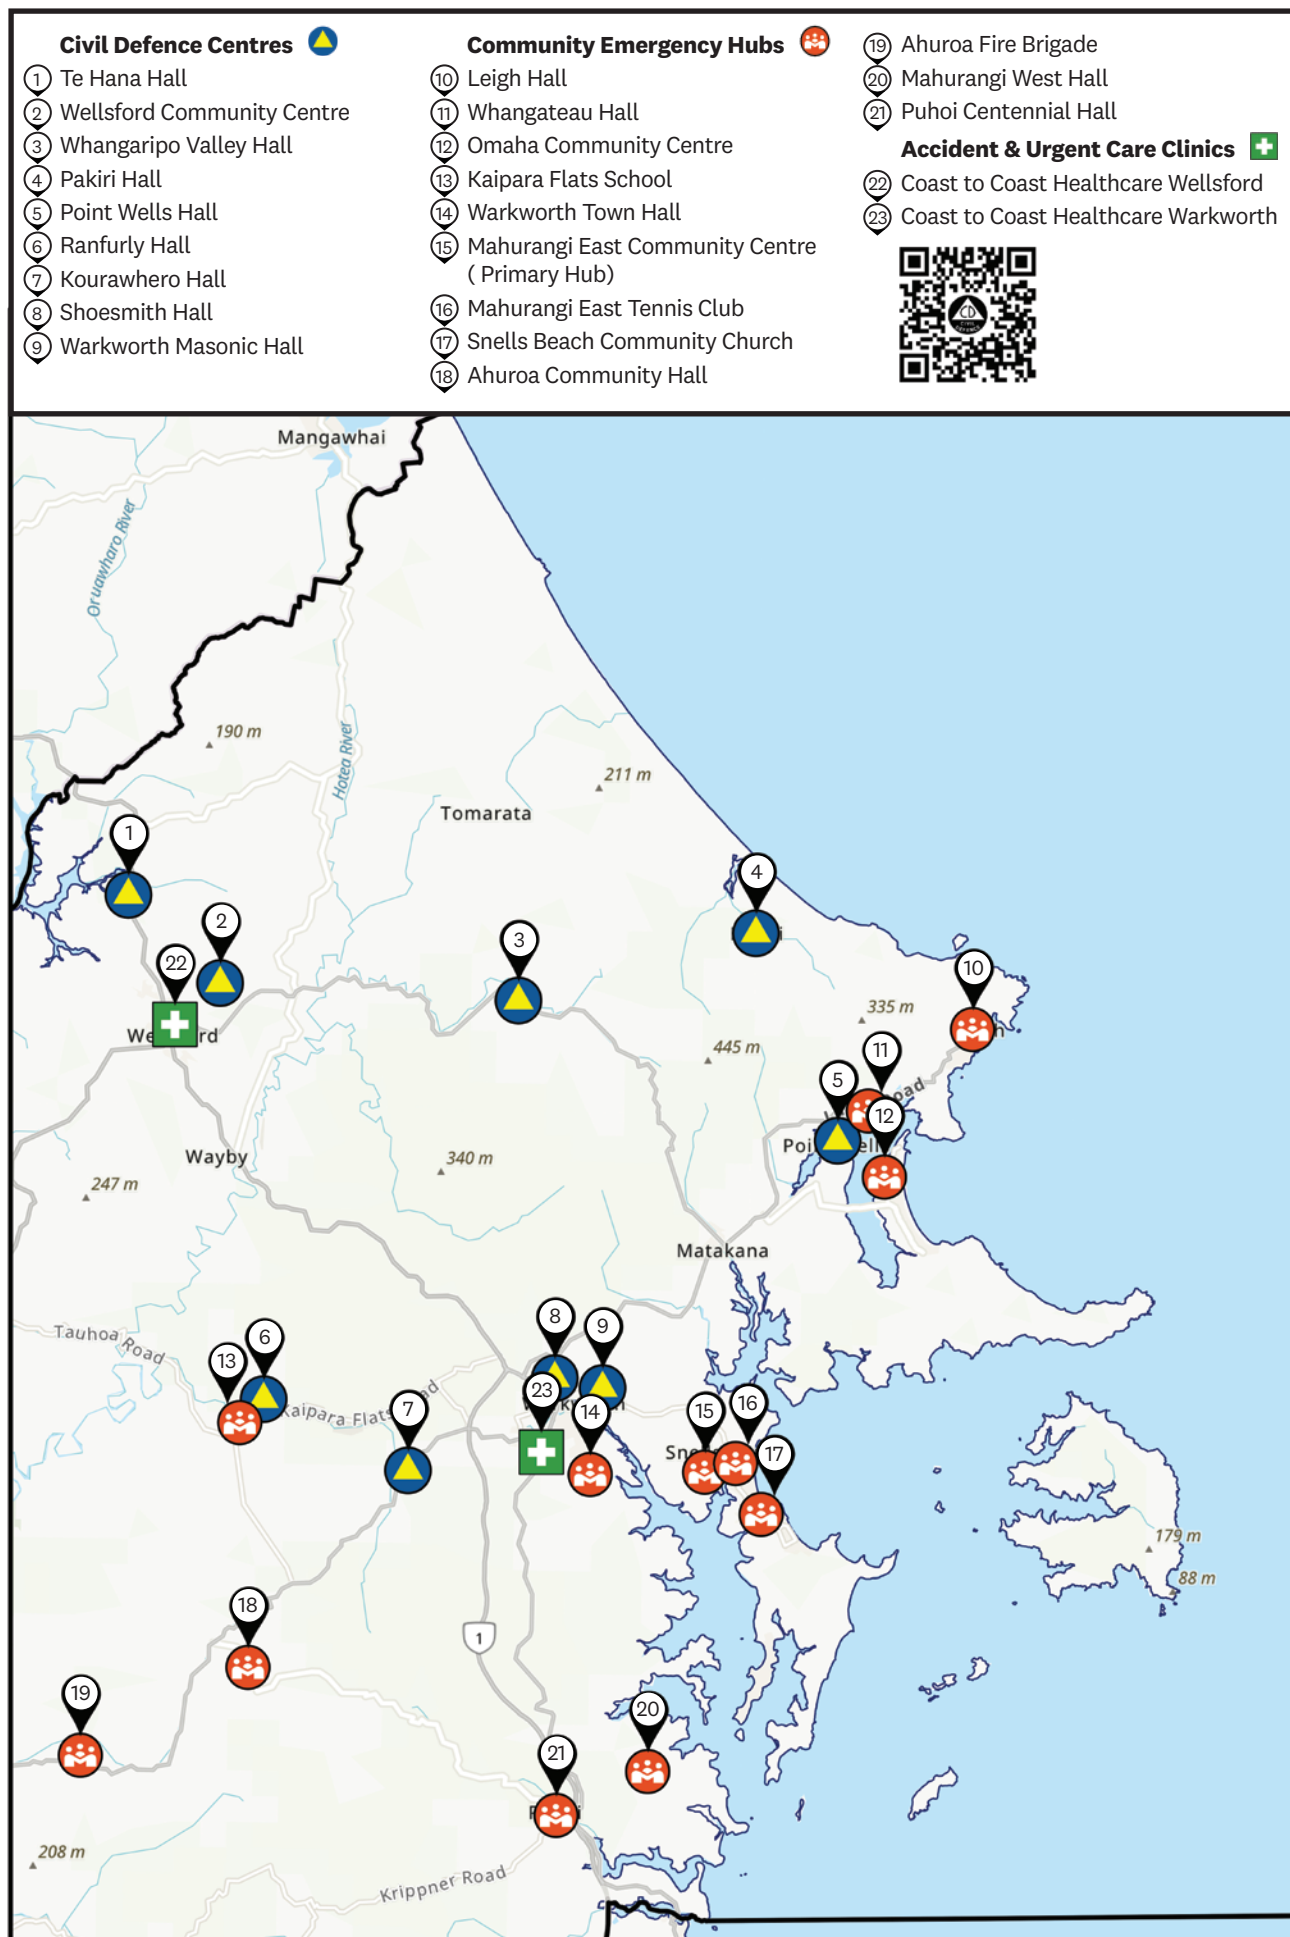 Civil Defence Centres
1 Te Hana Hall
2 Wellsford Community Centre
3 Whangaripo Valley Hall
4 Pakiri Hall
5 Point Wells Hall
6 Ranfurly Hall
7 Kourawhero Hall
8 Shoesmith Hall
9 Warkworth Masonic Hall
Community Emergency Hubs
10 Leigh Hall
11 Whangateau Hall
12 Omaha Community Centre
13 Kaipara Flats School
14 Warkworth Town Hall
15 Mahurangi East Community Centre
( Primary Hub)
16 Mahurangi East Tennis Club
17 Snells Beach Community Church
18 Ahuroa Community Hall
19 Ahuroa Fire Brigade
20 Mahurangi West Hall
21 Puhoi Centennial Hall
Accident & Urgent Care Clinics
22 Coast to Coast Healthcare Wellsford
23 Coast to Coast Healthcare Warkworth
CD
Mangawhai
Oruawharo River
190 m
Hotea River
211 m
Tomarata
1
4
2
3
22
10
335 m
445 m
11
5
12
Road
Wayby
340 m
247 m
Matakana
Tauhoa Road
8
9
6
13
23
7
Kaipara Flats
14
15
16
17
179 m
88 m
18
1
19
20
21
208 m
Krippner Road